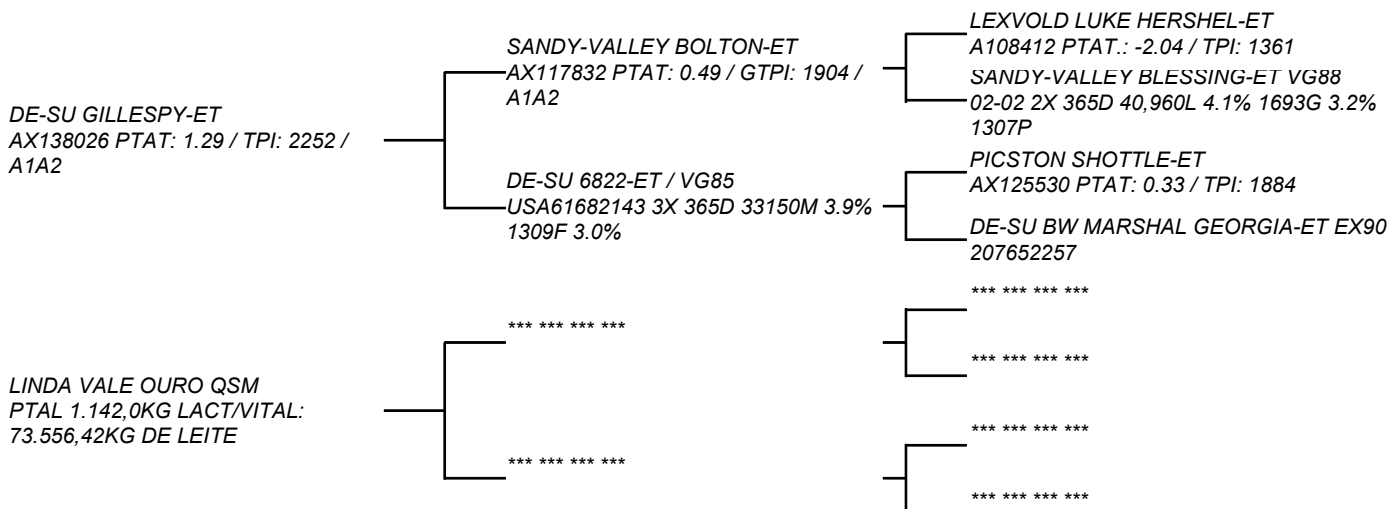 DE-SU GILLESPY-ET
AX138026 PTAT: 1.29 / TPI: 2252 /
A1A2
SANDY-VALLEY BOLTON-ET
AX117832 PTAT: 0.49 / GTPI: 1904 /
A1A2
LEXVOLD LUKE HERSHEL-ET
A108412 PTAT.: -2.04 / TPI: 1361
SANDY-VALLEY BLESSING-ET VG88
02-02 2X 365D 40,960L 4.1% 1693G 3.2%
1307P
DE-SU 6822-ET / VG85
USA61682143 3X 365D 33150M 3.9%
1309F 3.0%
PICSTON SHOTTLE-ET
AX125530 PTAT: 0.33 / TPI: 1884
DE-SU BW MARSHAL GEORGIA-ET EX90
207652257
LINDA VALE OURO QSM
PTAL 1.142,0KG LACT/VITAL:
73.556,42KG DE LEITE
*** *** *** ***
*** *** *** ***
*** *** *** ***
*** *** *** ***
*** *** *** ***
*** *** *** ***